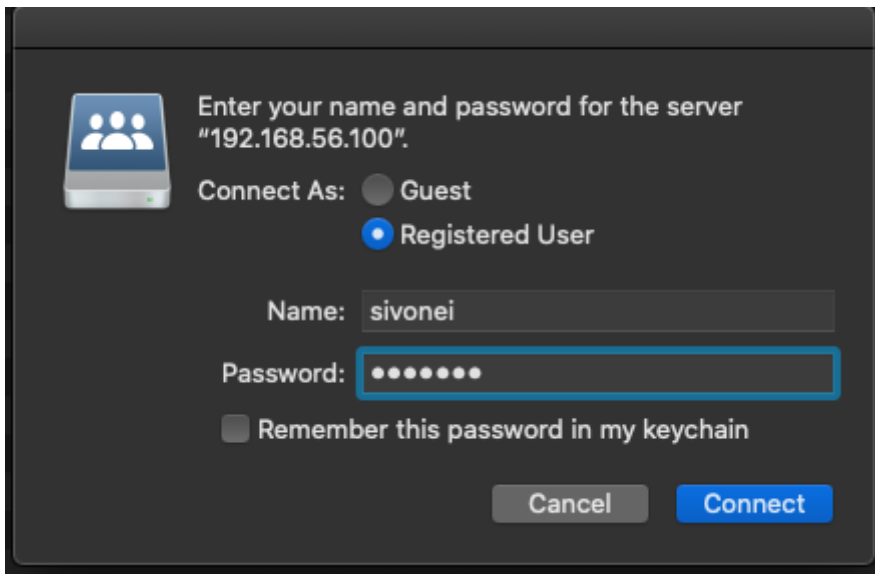 Enter your name and password for the server
“192.168.56.100”.
Connect As: Guest
Registered User
Name: sivonei
Password: •••••••
Remember this password in my keychain
Cancel Connect